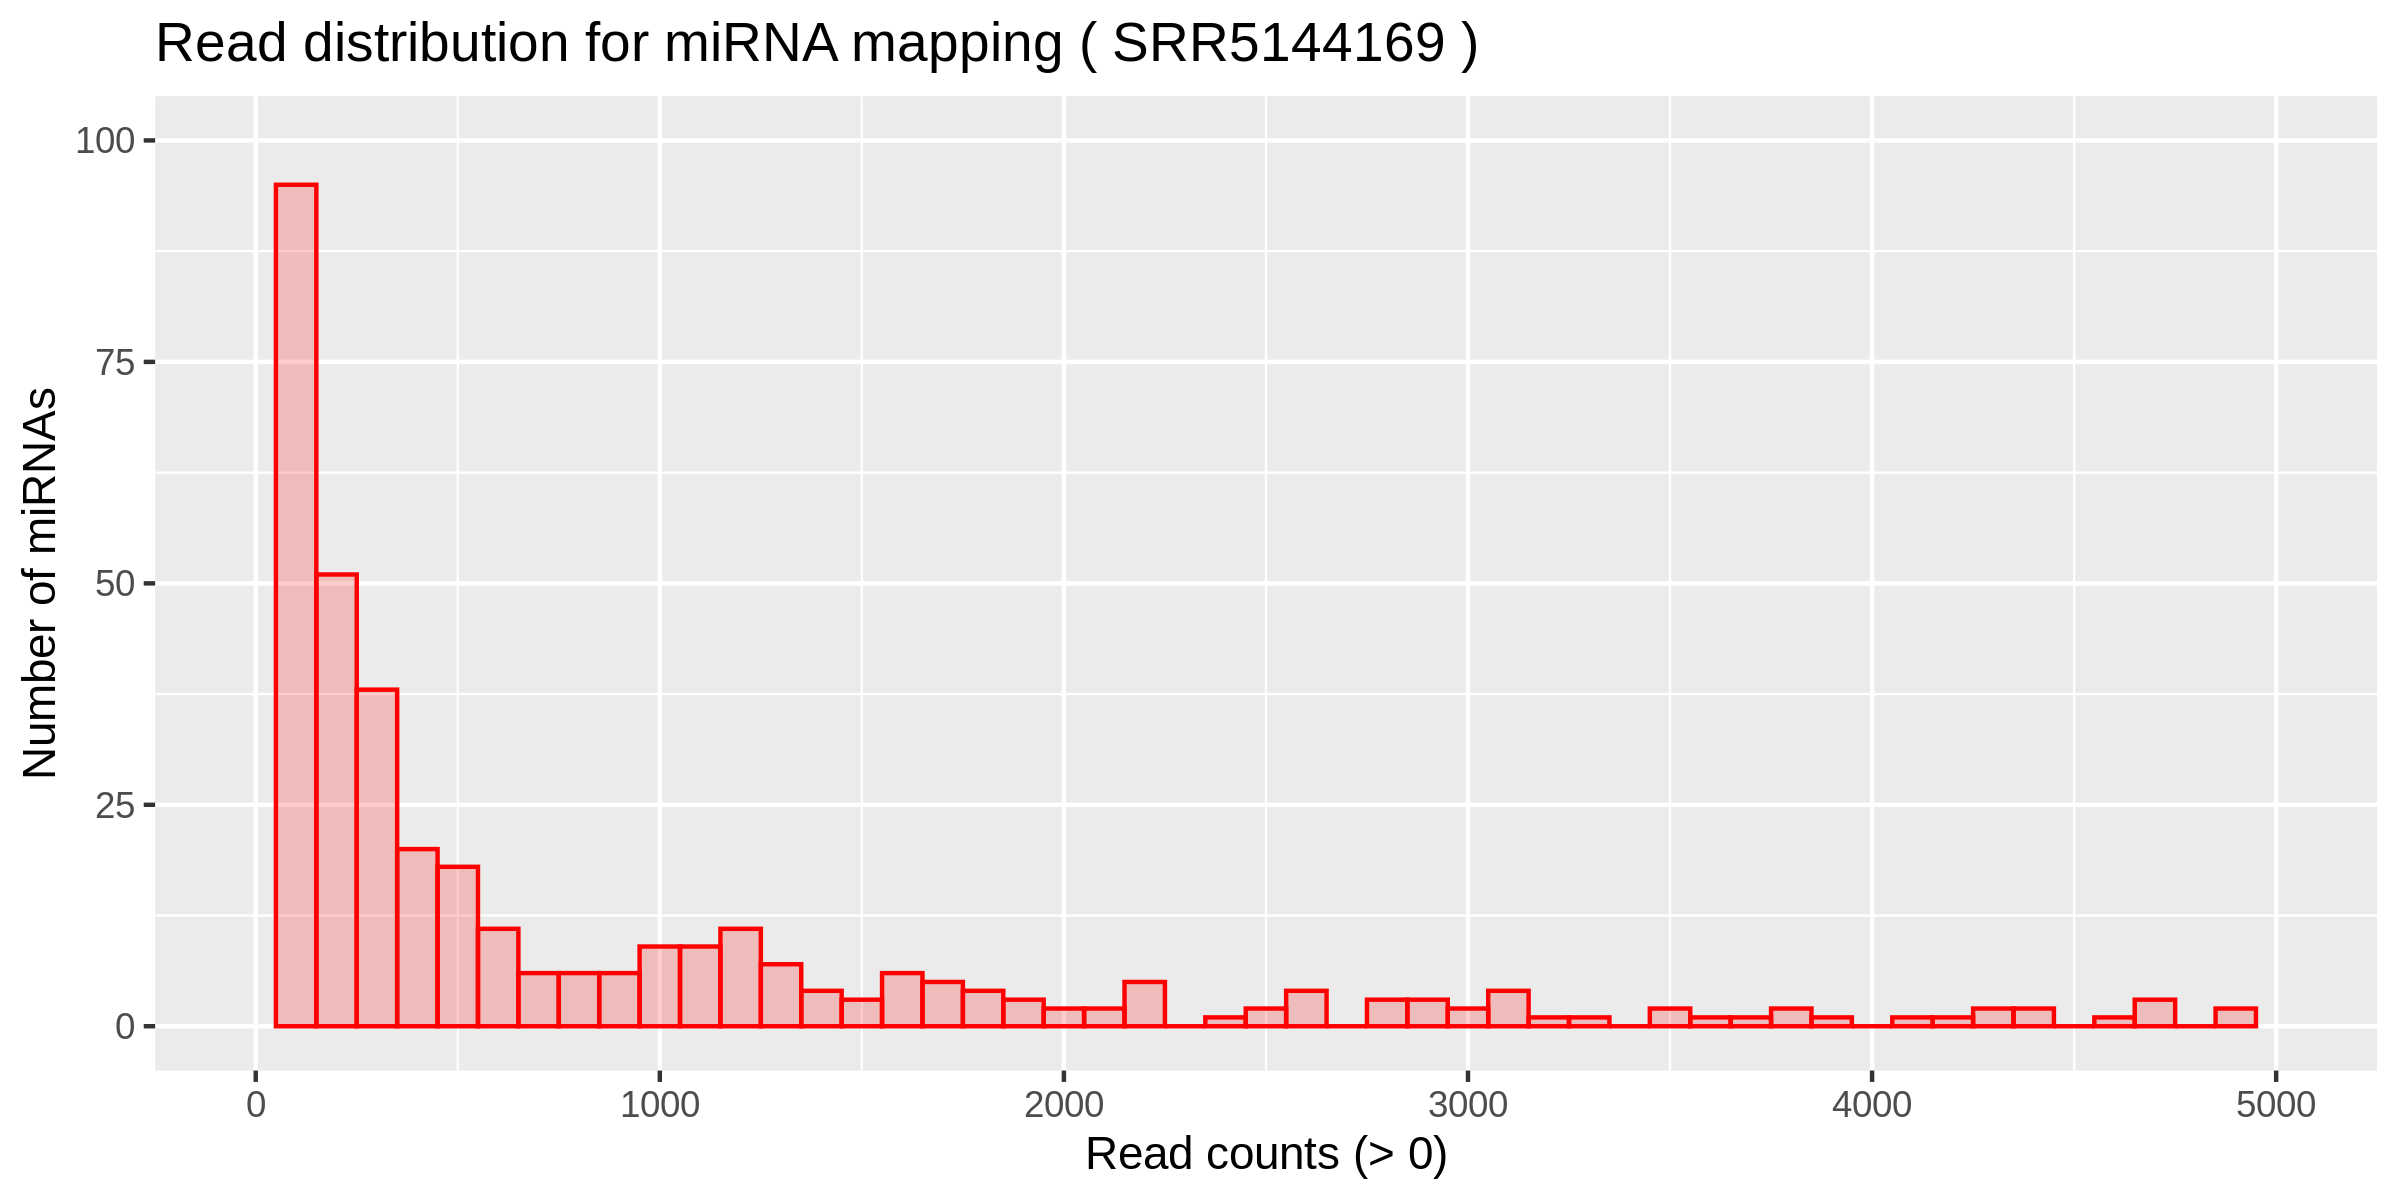 Read distribution for miRNA mapping ( SRR5144169 )
Number of miRNAs
100
75
50
25
0
0 1000 2000 3000 4000 5000
Read counts (> 0)